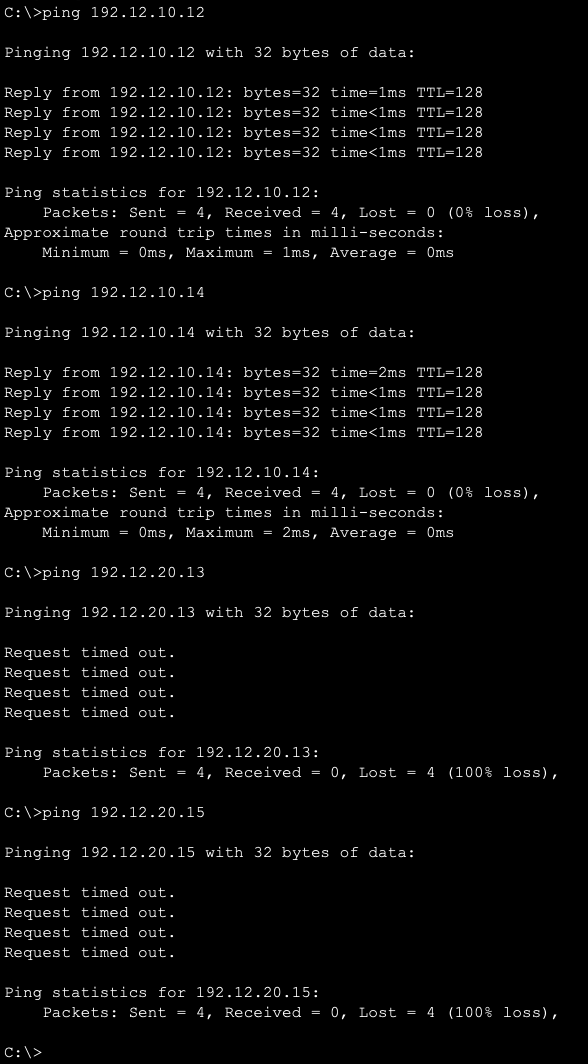 C:\>ping 192.12.10.12
Pinging 192.12.10.12 with 32 bytes of data:
Reply from 192.12.10.12: bytes=32 time=1ms TTL=128
Reply from 192.12.10.12: bytes=32 time<1ms TTL=128
Reply from 192.12.10.12: bytes=32 time<1ms TTL=128
Reply from 192.12.10.12: bytes=32 time<1ms TTL=128
Ping statistics for 192.12.10.12:
    Packets: Sent = 4, Received = 4, Lost = 0 (0% loss),
Approximate round trip times in milli-seconds:
    Minimum = 0ms, Maximum = 1ms, Average = 0ms
C:\>ping 192.12.10.14
Pinging 192.12.10.14 with 32 bytes of data:
Reply from 192.12.10.14: bytes=32 time=2ms TTL=128
Reply from 192.12.10.14: bytes=32 time<1ms TTL=128
Reply from 192.12.10.14: bytes=32 time<1ms TTL=128
Reply from 192.12.10.14: bytes=32 time<1ms TTL=128
Ping statistics for 192.12.10.14:
    Packets: Sent = 4, Received = 4, Lost = 0 (0% loss),
Approximate round trip times in milli-seconds:
    Minimum = 0ms, Maximum = 2ms, Average = 0ms
C:\>ping 192.12.20.13
Pinging 192.12.20.13 with 32 bytes of data:
Request timed out.
Request timed out.
Request timed out.
Request timed out.
Ping statistics for 192.12.20.13:
    Packets: Sent = 4, Received = 0, Lost = 4 (100% loss),
C:\>ping 192.12.20.15
Pinging 192.12.20.15 with 32 bytes of data:
Request timed out.
Request timed out.
Request timed out.
Request timed out.
Ping statistics for 192.12.20.15:
    Packets: Sent = 4, Received = 0, Lost = 4 (100% loss),
C:\>